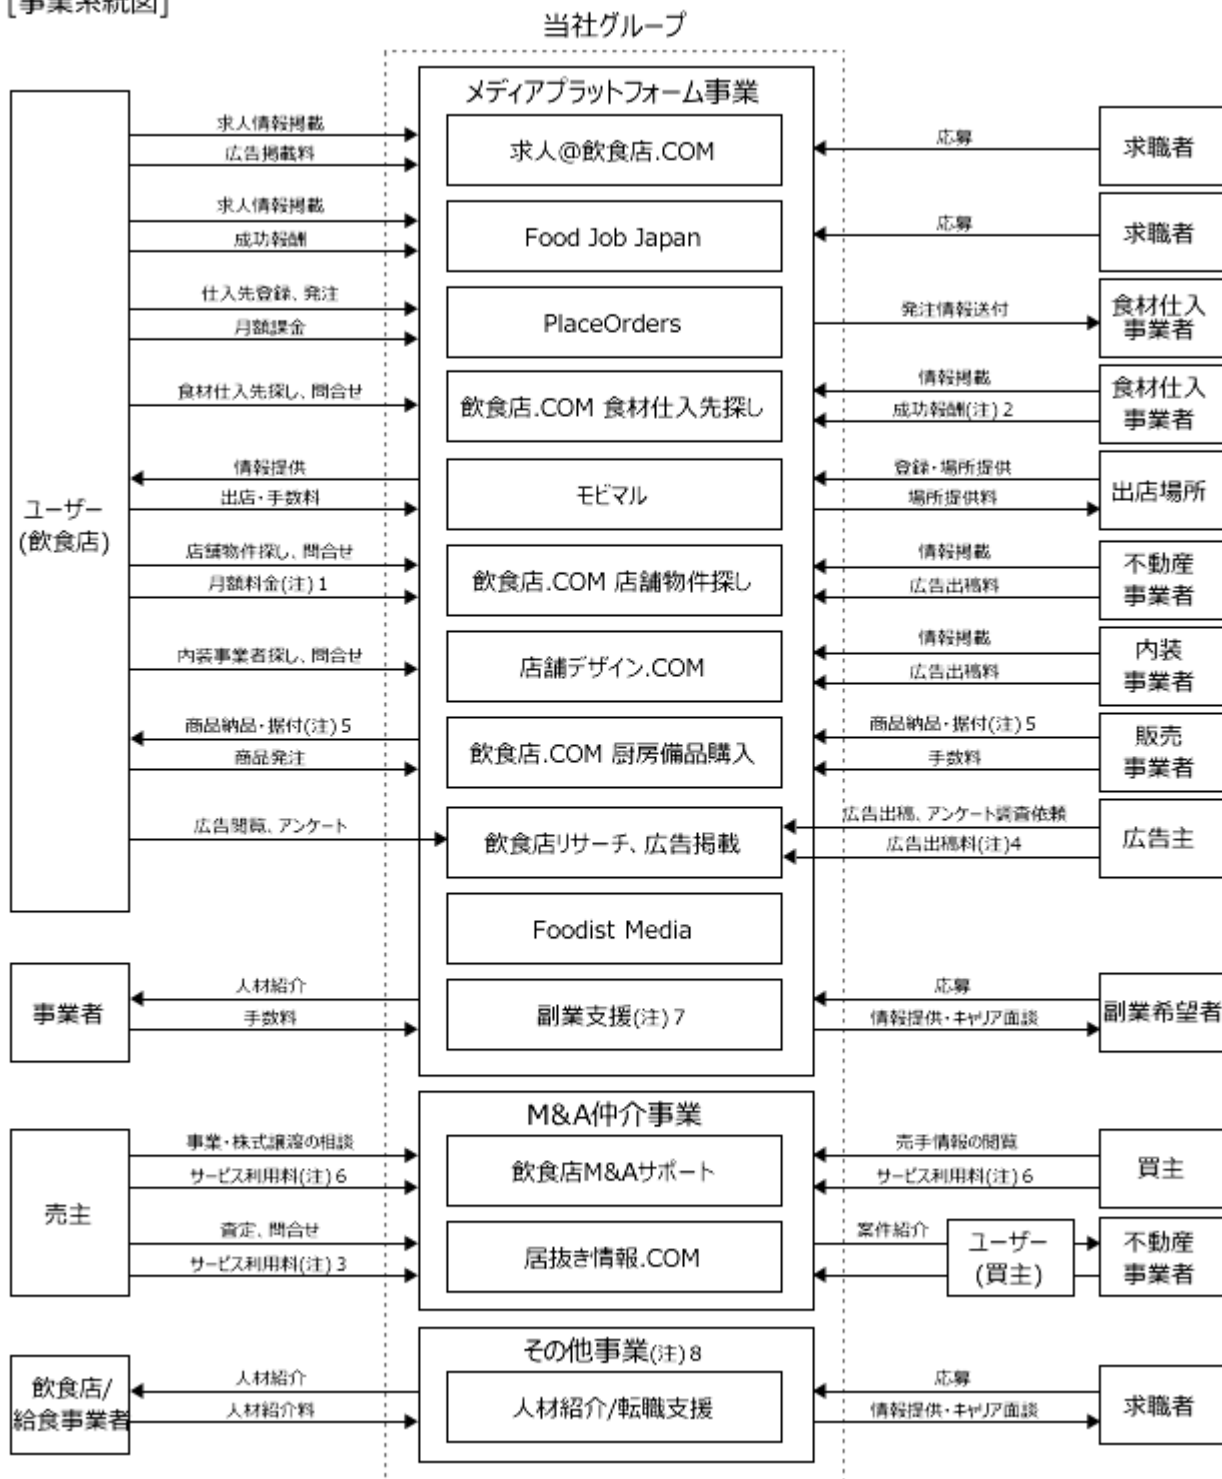 [事業系統図]
当社グループ
メディアプラットフォーム事業
求人情報掲載
広告掲載料
求人@飲食店.COM
応募
求職者
求人情報掲載
成功報酬
Food Job Japan
応募
求職者
仕入先登録、発注
月額課金
PlaceOrders
発注情報送付
食材仕入
事業者
食材仕入先探し、問合せ
飲食店.COM 食材仕入先探し
情報掲載
成功報酬(注) 2
食材仕入
事業者
ユーザー
(飲食店)
情報提供
出店・手数料
モビマル
登録・場所提供
場所提供料
出店場所
店舗物件探し、問合せ
月額料金(注) 1
飲食店.COM 店舗物件探し
情報掲載
広告出稿料
不動産
事業者
内装事業者探し、問合せ
店舗デザイン.COM
情報掲載
広告出稿料
内装
事業者
商品納品・据付(注) 5
商品発注
飲食店.COM 厨房備品購入
商品納品・据付(注) 5
手数料
販売
事業者
広告閲覧、アンケート
飲食店リサーチ、広告掲載
広告出稿、アンケート調査依頼
広告出稿料(注)4
広告主
Foodist Media
事業者
人材紹介
手数料
副業支援(注) 7
応募
情報提供・キャリア面談
副業希望者
M&A仲介事業
売主
事業・株式譲渡の相談
サービス利用料(注) 6
飲食店M&Aサポート
売手情報の閲覧
サービス利用料(注) 6
買主
査定、問合せ
サービス利用料(注) 3
居抜き情報.COM
案件紹介
ユーザー
(買主)
不動産
事業者
その他事業(注) 8
飲食店/
給食事業者
人材紹介
人材紹介料
人材紹介/転職支援
応募
情報提供・キャリア面談
求職者